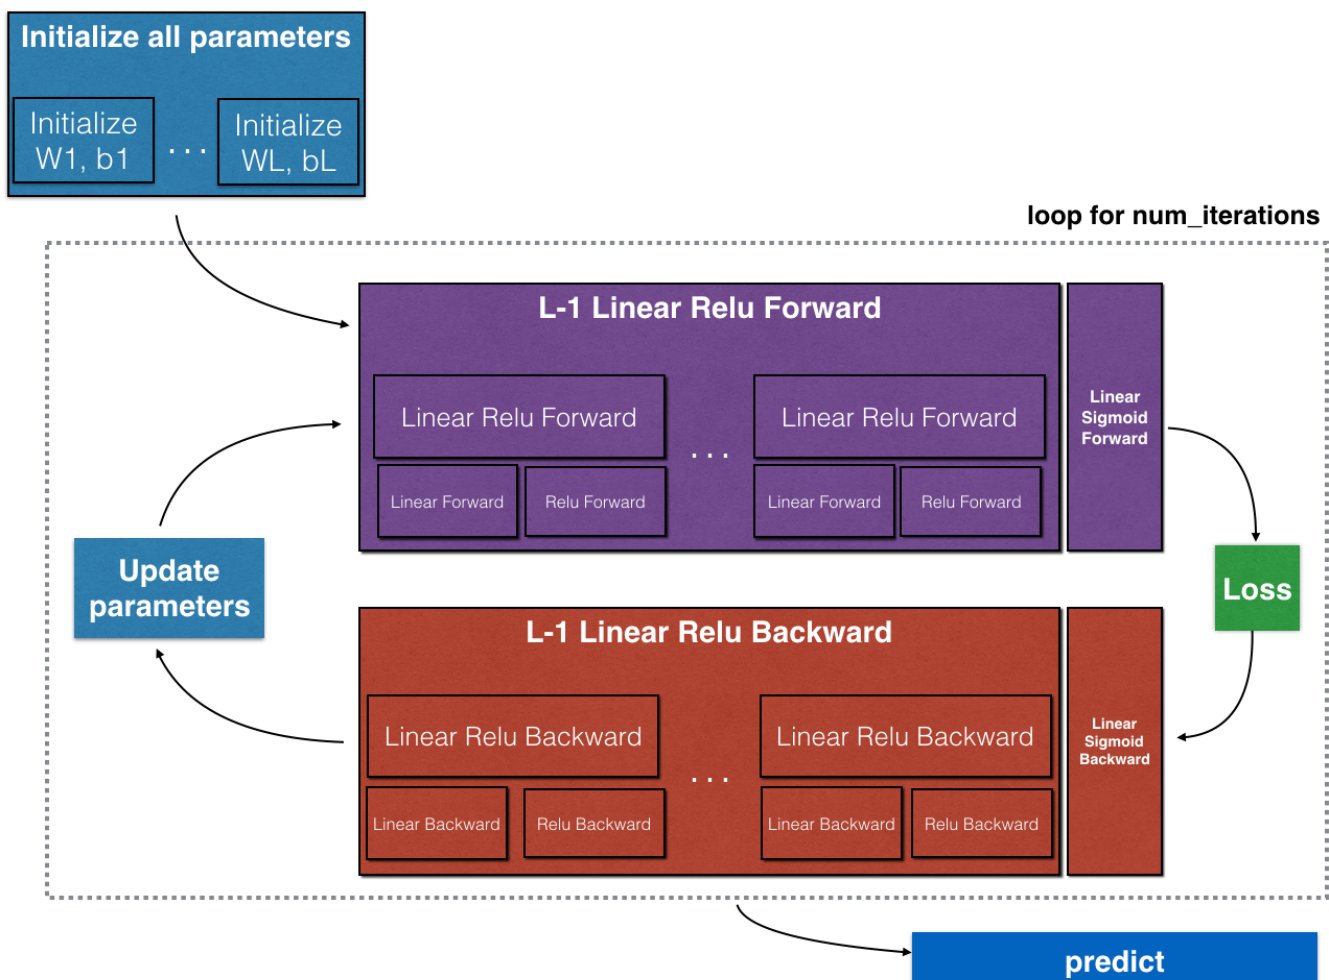 Initialize all parameters
Initialize
W1, b1
. . .
Initialize
WL, bL
loop for num_iterations
L-1 Linear Relu Forward
Linear Relu Forward
. . .
Linear Relu Forward
Linear Forward
Relu Forward
Linear Forward
Relu Forward
Linear
Sigmoid
Forward
Update
parameters
Loss
L-1 Linear Relu Backward
Linear Relu Backward
. . .
Linear Relu Backward
Linear Backward
Relu Backward
Linear Backward
Relu Backward
Linear
Sigmoid
Backward
predict